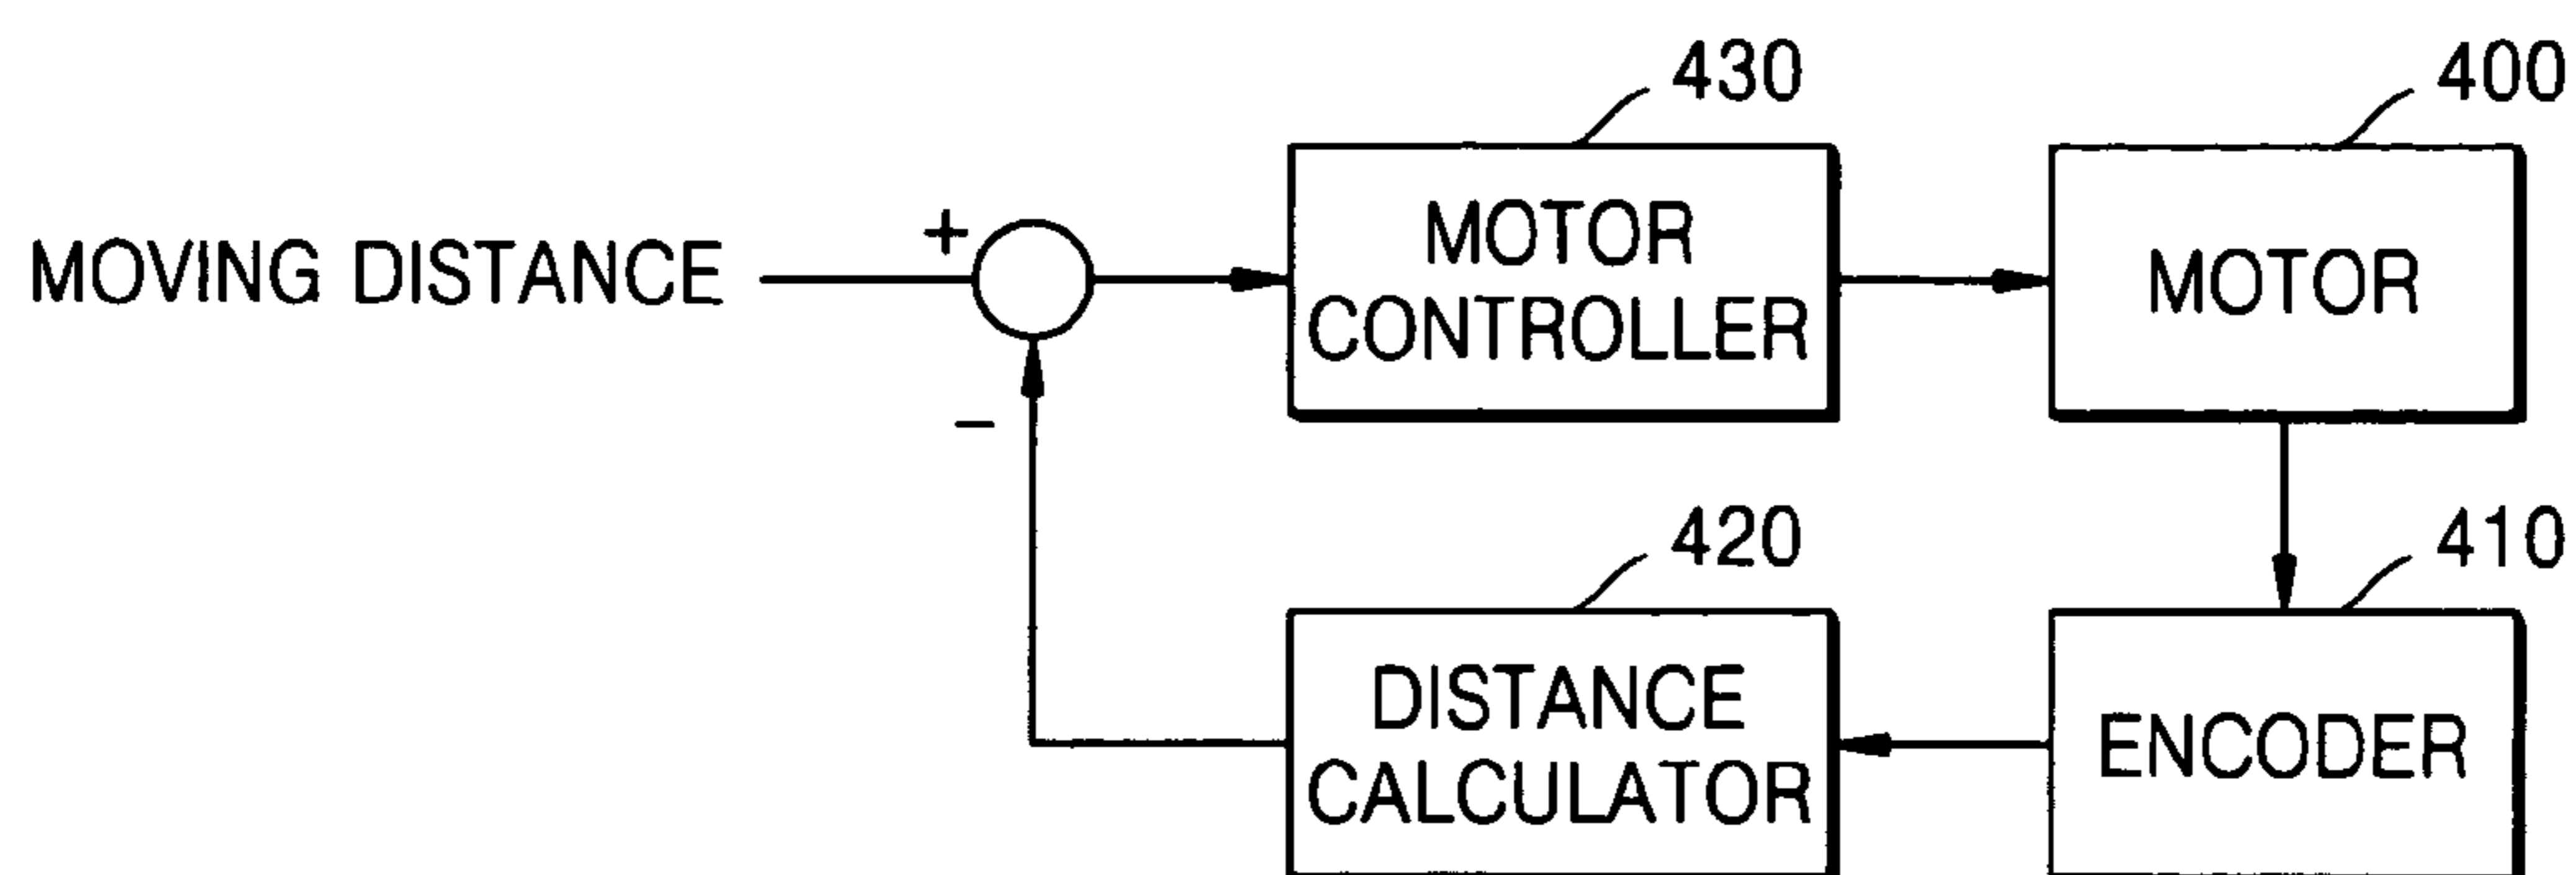 430
400
+
MOVING DISTANCE
MOTOR
CONTROLLER
MOTOR
−
420
410
DISTANCE
CALCULATOR
ENCODER